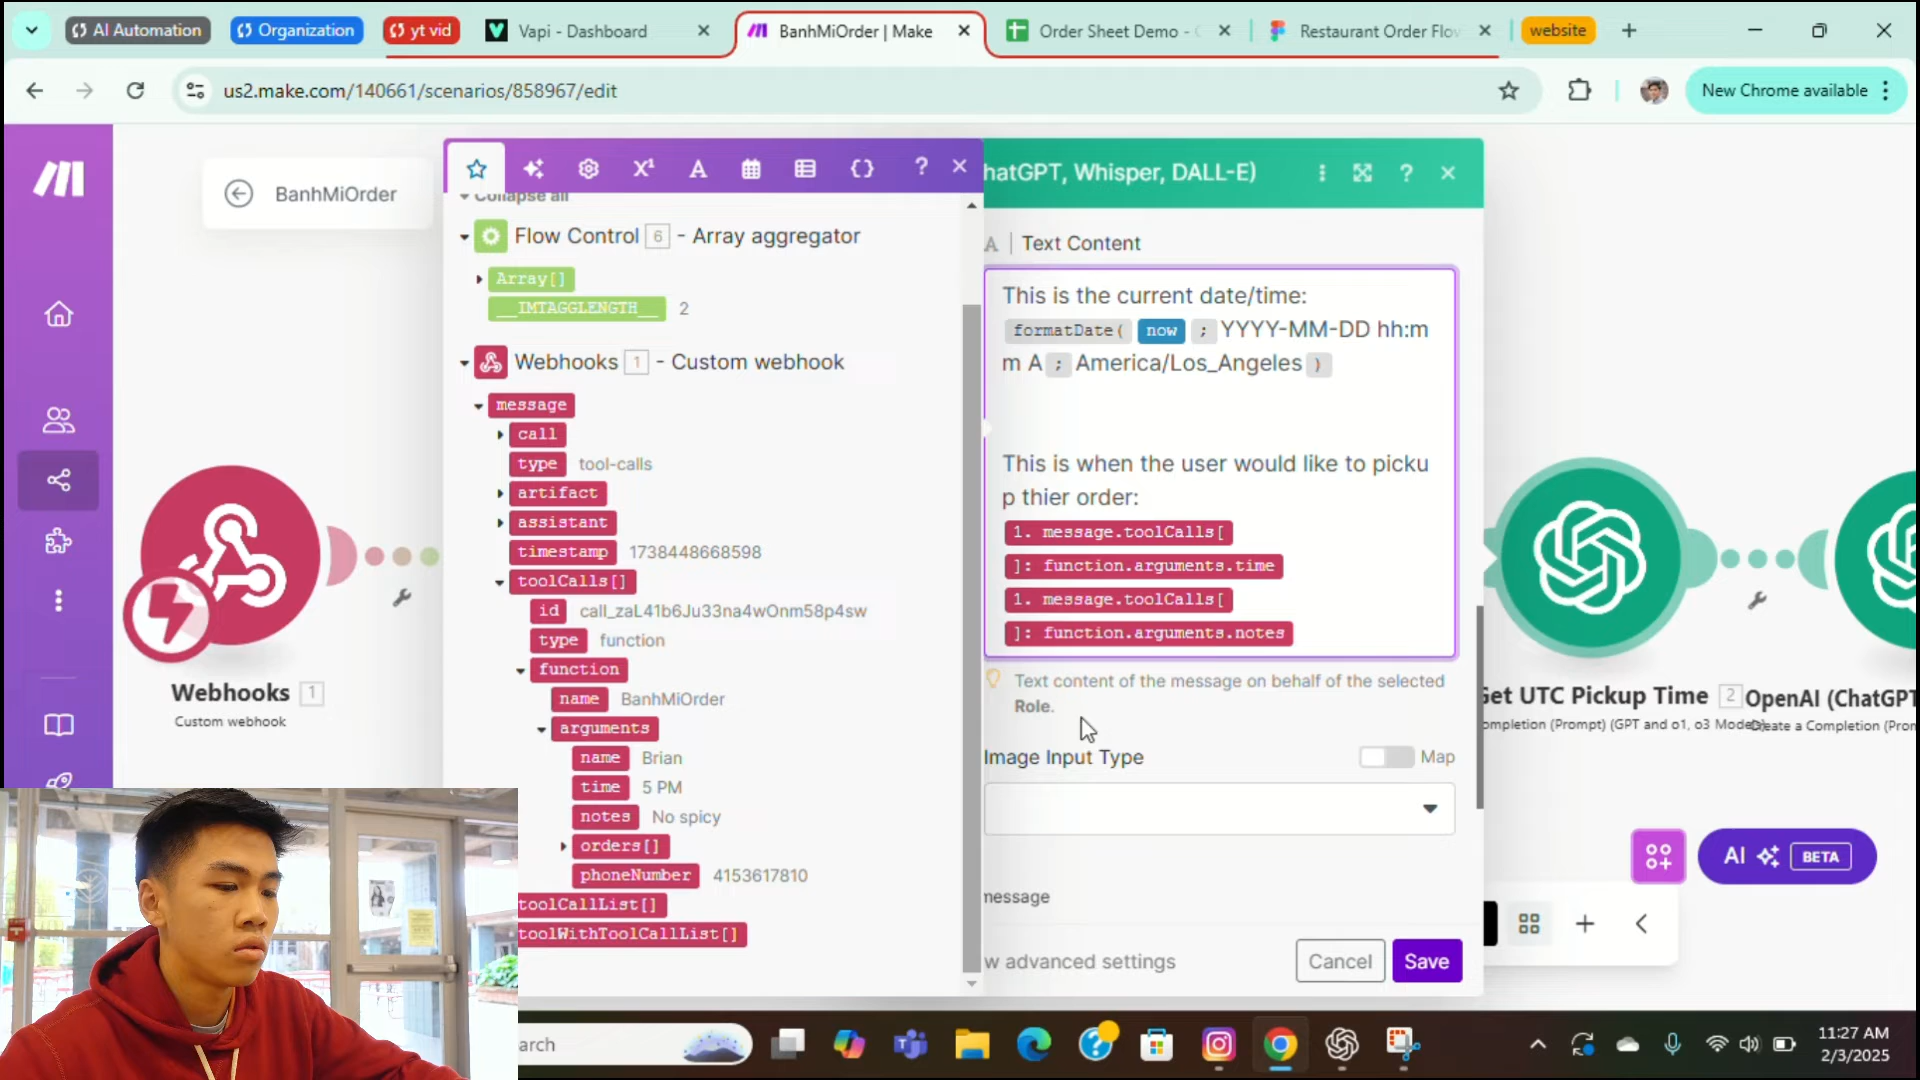 AI Automation
Organization
yt vid
Vapi - Dashboard
BanhMiOrder | Make
Order Sheet Demo -
Restaurant Order Flo
website
us2.make.com/140661/scenarios/858967/edit
New Chrome available
BanhMiOrder
Collapse all
Flow Control 6 - Array aggregator
Array[]
__IMTAGGLENGTH__ 2
Webhooks 1 - Custom webhook
message
call
type tool-calls
artifact
assistant
timestamp 1738448668598
toolCalls[]
id call_zaL41b6Ju33na4wOnm58p4sw
type function
function
name BanhMiOrder
arguments
name Brian
time 5 PM
notes No spicy
orders[]
phoneNumber 4153617810
toolCallList[]
toolWithToolCallList[]
hatGPT, Whisper, DALL-E)
A | Text Content
This is the current date/time:
formatDate( now ; YYYY-MM-DD hh:m
m A ; America/Los_Angeles )
This is when the user would like to picku
p thier order:
1. message.toolCalls[
]: function.arguments.time
1. message.toolCalls[
]: function.arguments.notes
Text content of the message on behalf of the selected
Role.
Image Input Type
Map
message
w advanced settings
Cancel
Save
Webhooks 1
Custom webhook
Get UTC Pickup Time 2
ompletion (Prompt) (GPT and o1, o3 Models)
OpenAI (ChatGPT
Create a Completion (Pron
AI BETA
arch
11:27 AM
2/3/2025